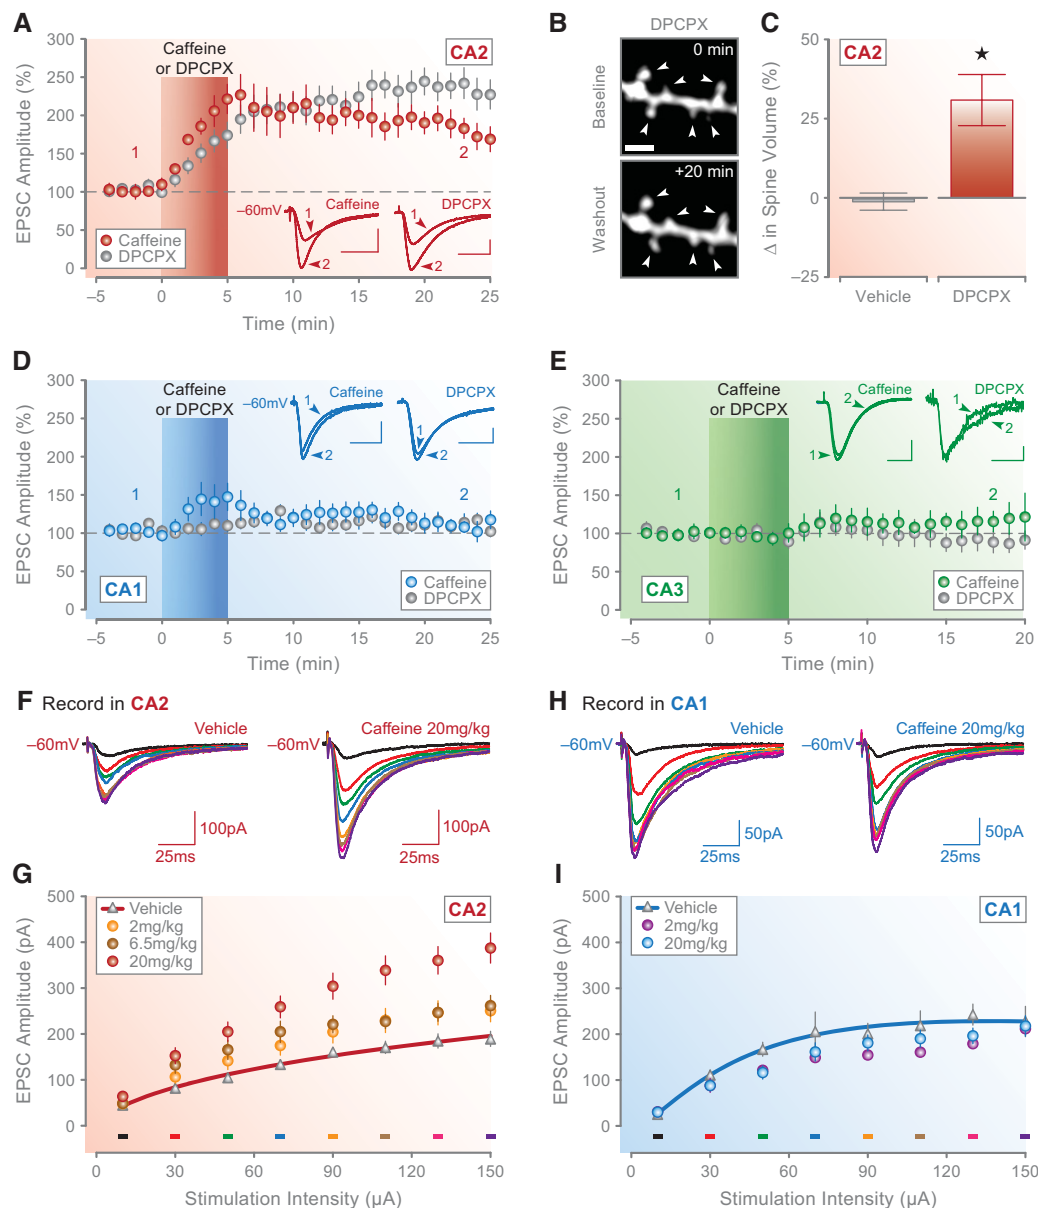 A
300
250
200
150
100
50
0
EPSC Amplitude (%)
Caffeine
or DPCPX
CA2
1
2
–60mV
1
Caffeine
2
DPCPX
1
2
Caffeine
DPCPX
–5 0 5 10 15 20 25
Time (min)
B
DPCPX
0 min
Baseline
+20 min
Washout
C
50
25
0
–25
Δ in Spine Volume (%)
CA2
★
Vehicle DPCPX
D
300
250
200
150
100
50
0
EPSC Amplitude (%)
Caffeine
or DPCPX
1
2
–60mV
1
Caffeine
2
DPCPX
1
2
CA1
Caffeine
DPCPX
–5 0 5 10 15 20 25
Time (min)
E
300
250
200
150
100
50
0
EPSC Amplitude (%)
Caffeine
or DPCPX
1
2
2
Caffeine
1
DPCPX
1
2
CA3
Caffeine
DPCPX
–5 0 5 10 15 20
Time (min)
F Record in CA2
–60mV
Vehicle
100pA
25ms
–60mV
Caffeine 20mg/kg
100pA
25ms
H Record in CA1
–60mV
Vehicle
50pA
25ms
–60mV
Caffeine 20mg/kg
50pA
25ms
G
500
400
300
200
100
0
EPSC Amplitude (pA)
Vehicle
2mg/kg
6.5mg/kg
20mg/kg
CA2
0 30 60 90 120 150
Stimulation Intensity (µA)
I
500
400
300
200
100
0
EPSC Amplitude (pA)
Vehicle
2mg/kg
20mg/kg
CA1
0 30 60 90 120 150
Stimulation Intensity (µA)